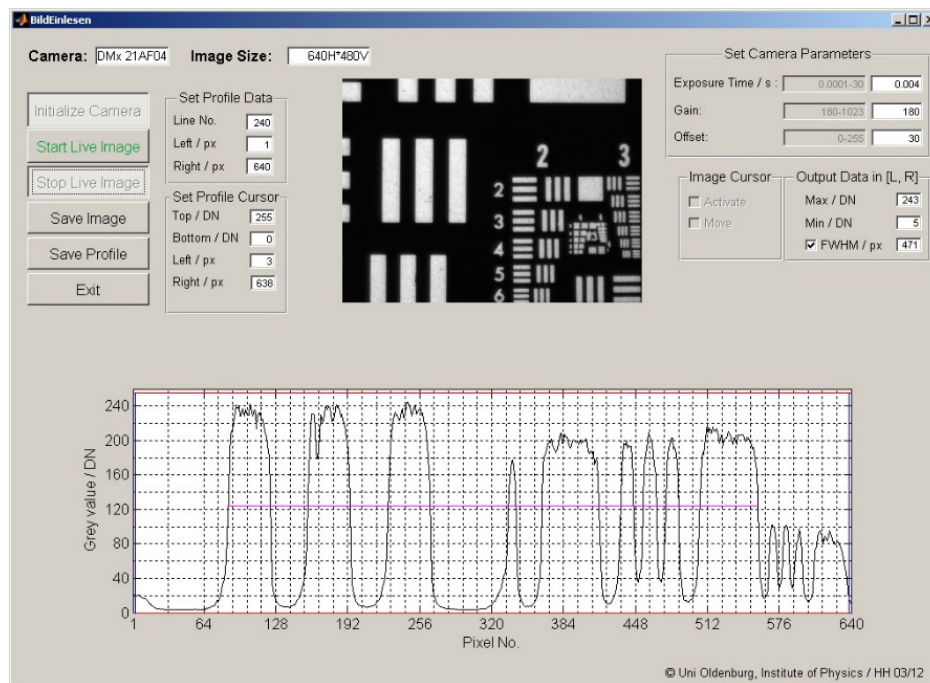 BildEinlesen
Camera: DMx 21AF04 Image Size: 640H*480V
Initialize Camera
Start Live Image
Stop Live Image
Save Image
Save Profile
Exit
Set Profile Data
Line No. 240
Left / px 1
Right / px 640
Set Profile Cursor
Top / DN 255
Bottom / DN 0
Left / px 3
Right / px 638
2 3
2
3
4
5
6
Set Camera Parameters
Exposure Time / s : 0.0001-30 0.004
Gain: 180-1023 180
Offset: 0-255 30
Image Cursor
Activate
Move
Output Data in [L, R]
Max / DN 243
Min / DN 5
FWHM / px 471
Grey value / DN
240
200
160
120
80
40
0
1 64 128 192 256 320 384 448 512 576 640
Pixel No.
© Uni Oldenburg, Institute of Physics / HH 03/12